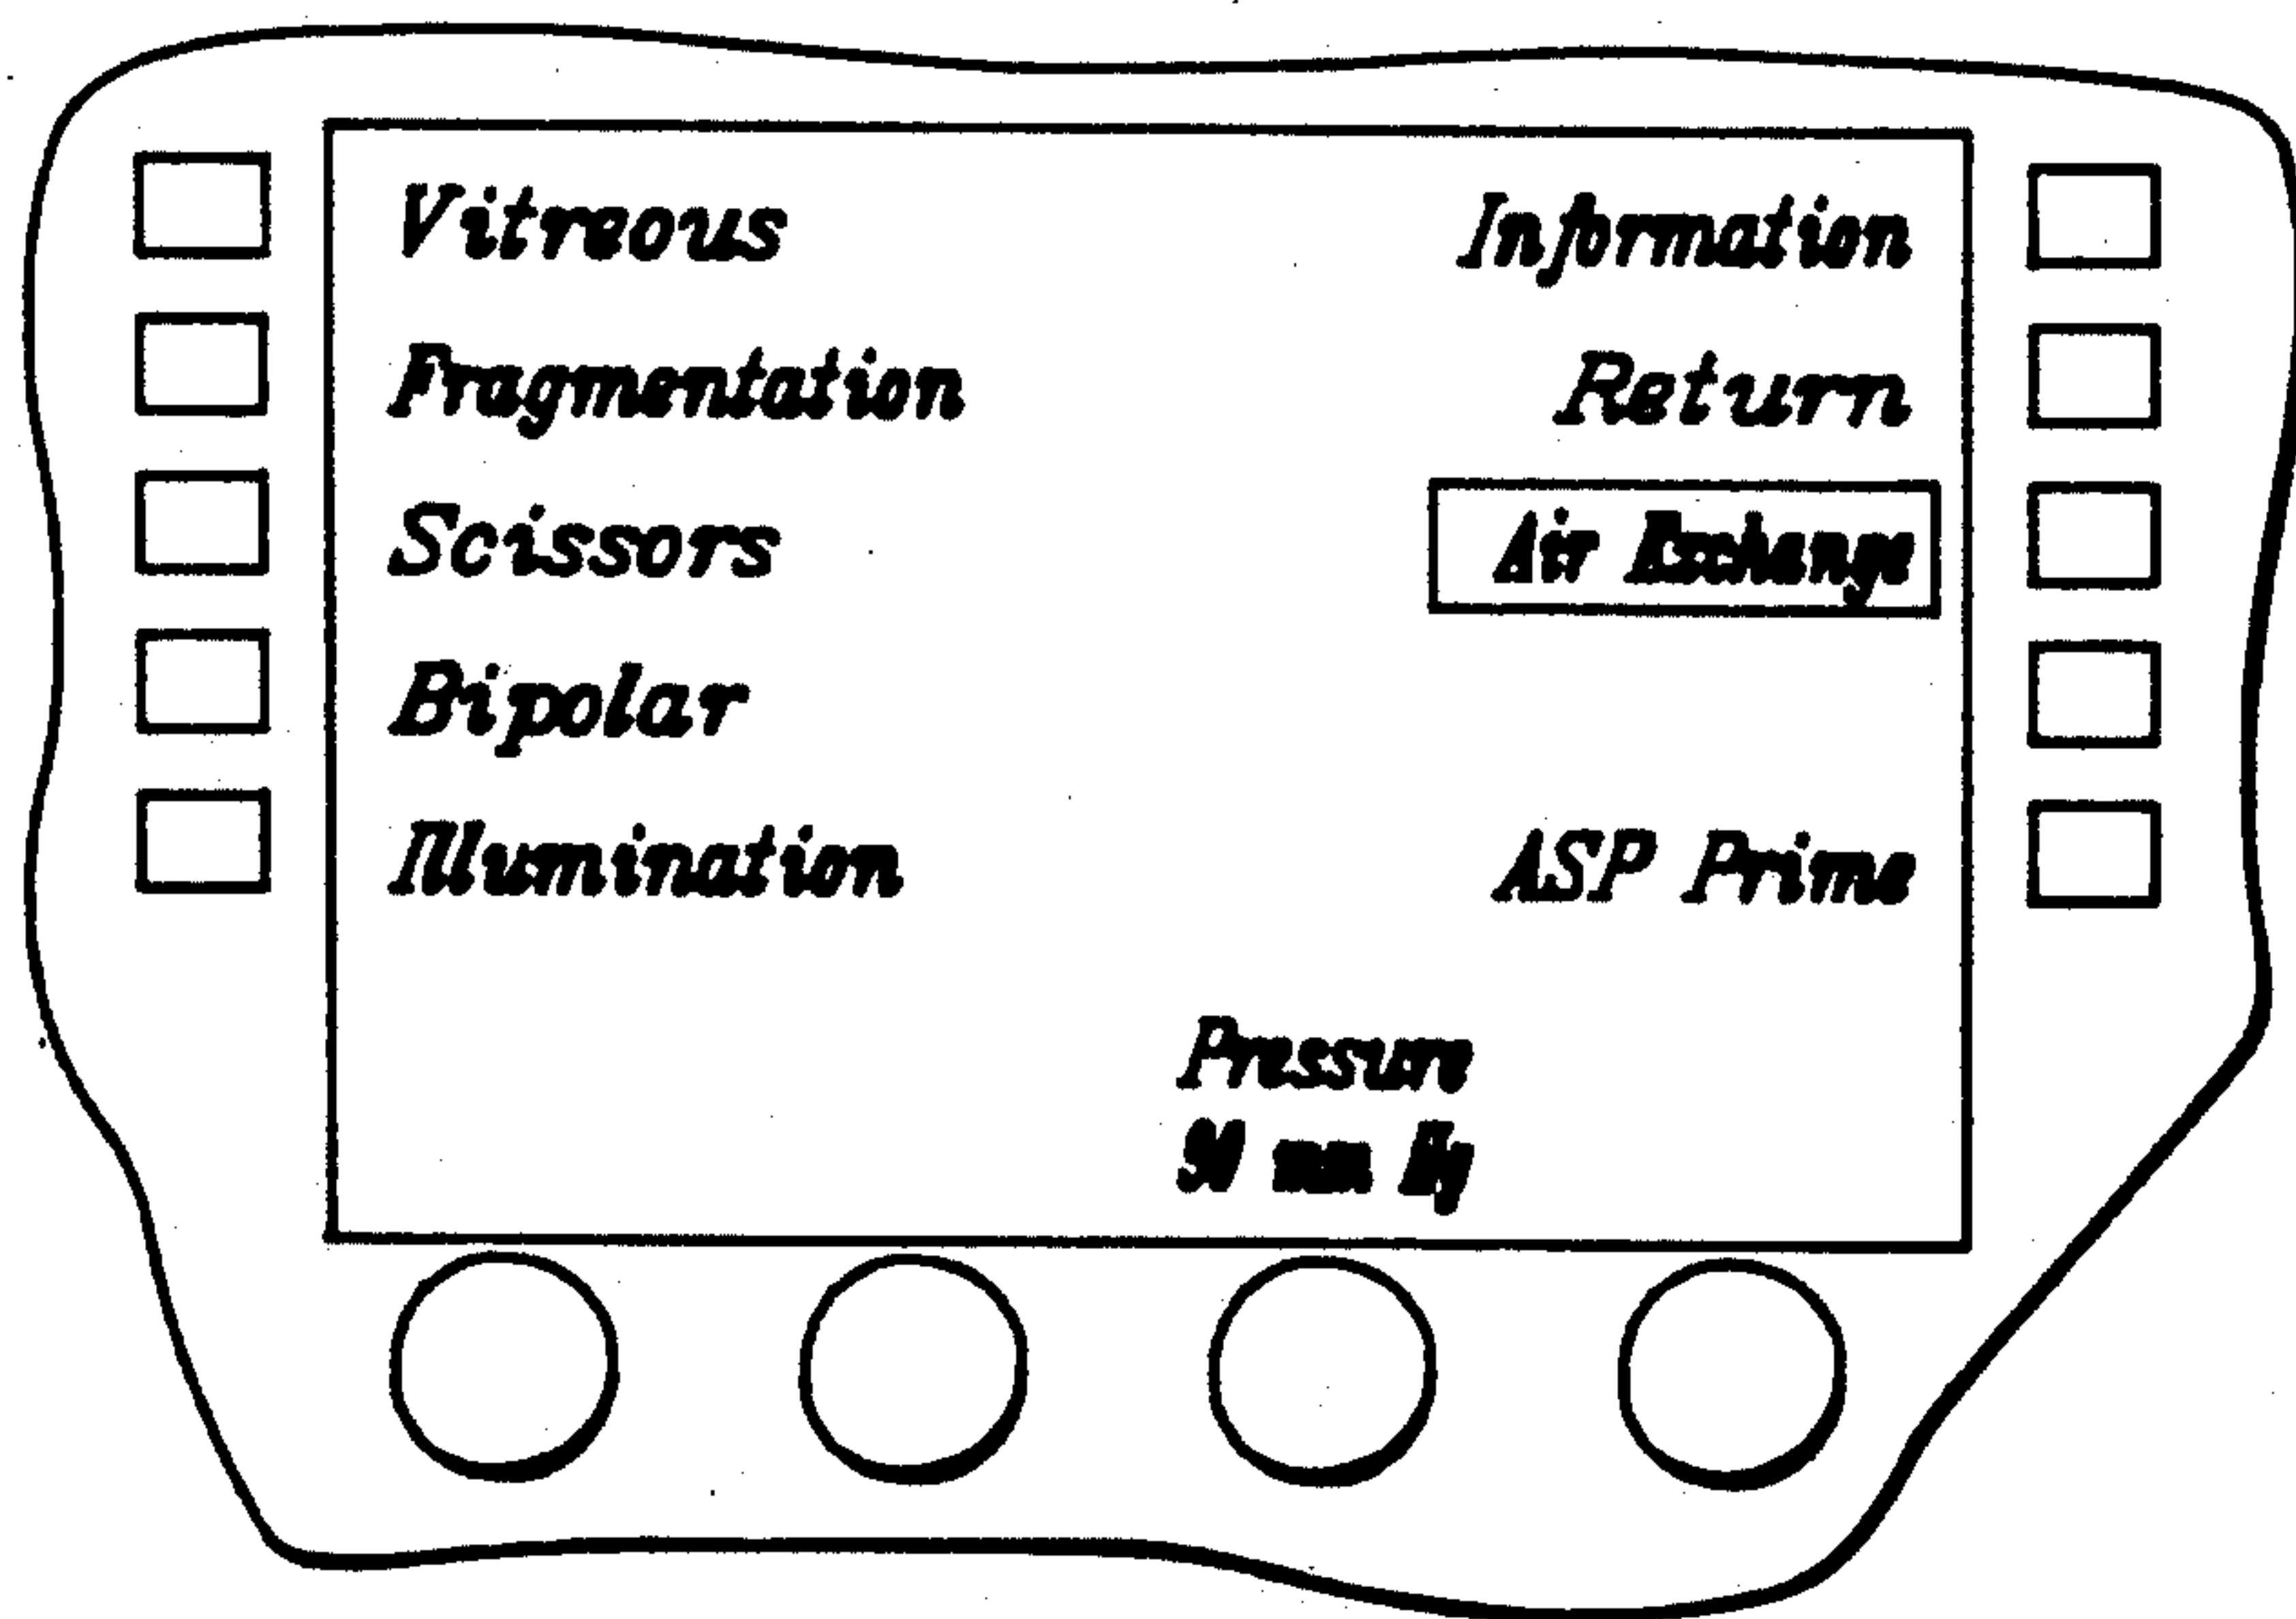 Vitreous
Information
Fragmentation
Return
Scissors
Air Exchange
Bipolar
Illumination
ASP Prime
Pressure
mm Hg